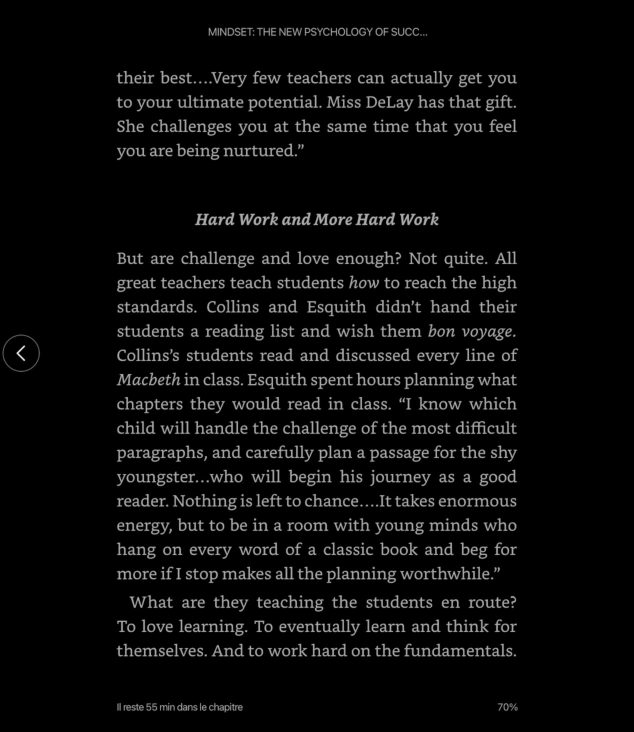 MINDSET: THE NEW PSYCHOLOGY OF SUCC...
their best….Very few teachers can actually get you
to your ultimate potential. Miss DeLay has that gift.
She challenges you at the same time that you feel
you are being nurtured.”
Hard Work and More Hard Work
But are challenge and love enough? Not quite. All
great teachers teach students how to reach the high
standards. Collins and Esquith didn’t hand their
students a reading list and wish them bon voyage.
Collins’s students read and discussed every line of
Macbeth in class. Esquith spent hours planning what
chapters they would read in class. “I know which
child will handle the challenge of the most difficult
paragraphs, and carefully plan a passage for the shy
youngster…who will begin his journey as a good
reader. Nothing is left to chance….It takes enormous
energy, but to be in a room with young minds who
hang on every word of a classic book and beg for
more if I stop makes all the planning worthwhile.”
What are they teaching the students en route?
To love learning. To eventually learn and think for
themselves. And to work hard on the fundamentals.
Il reste 55 min dans le chapitre
70%